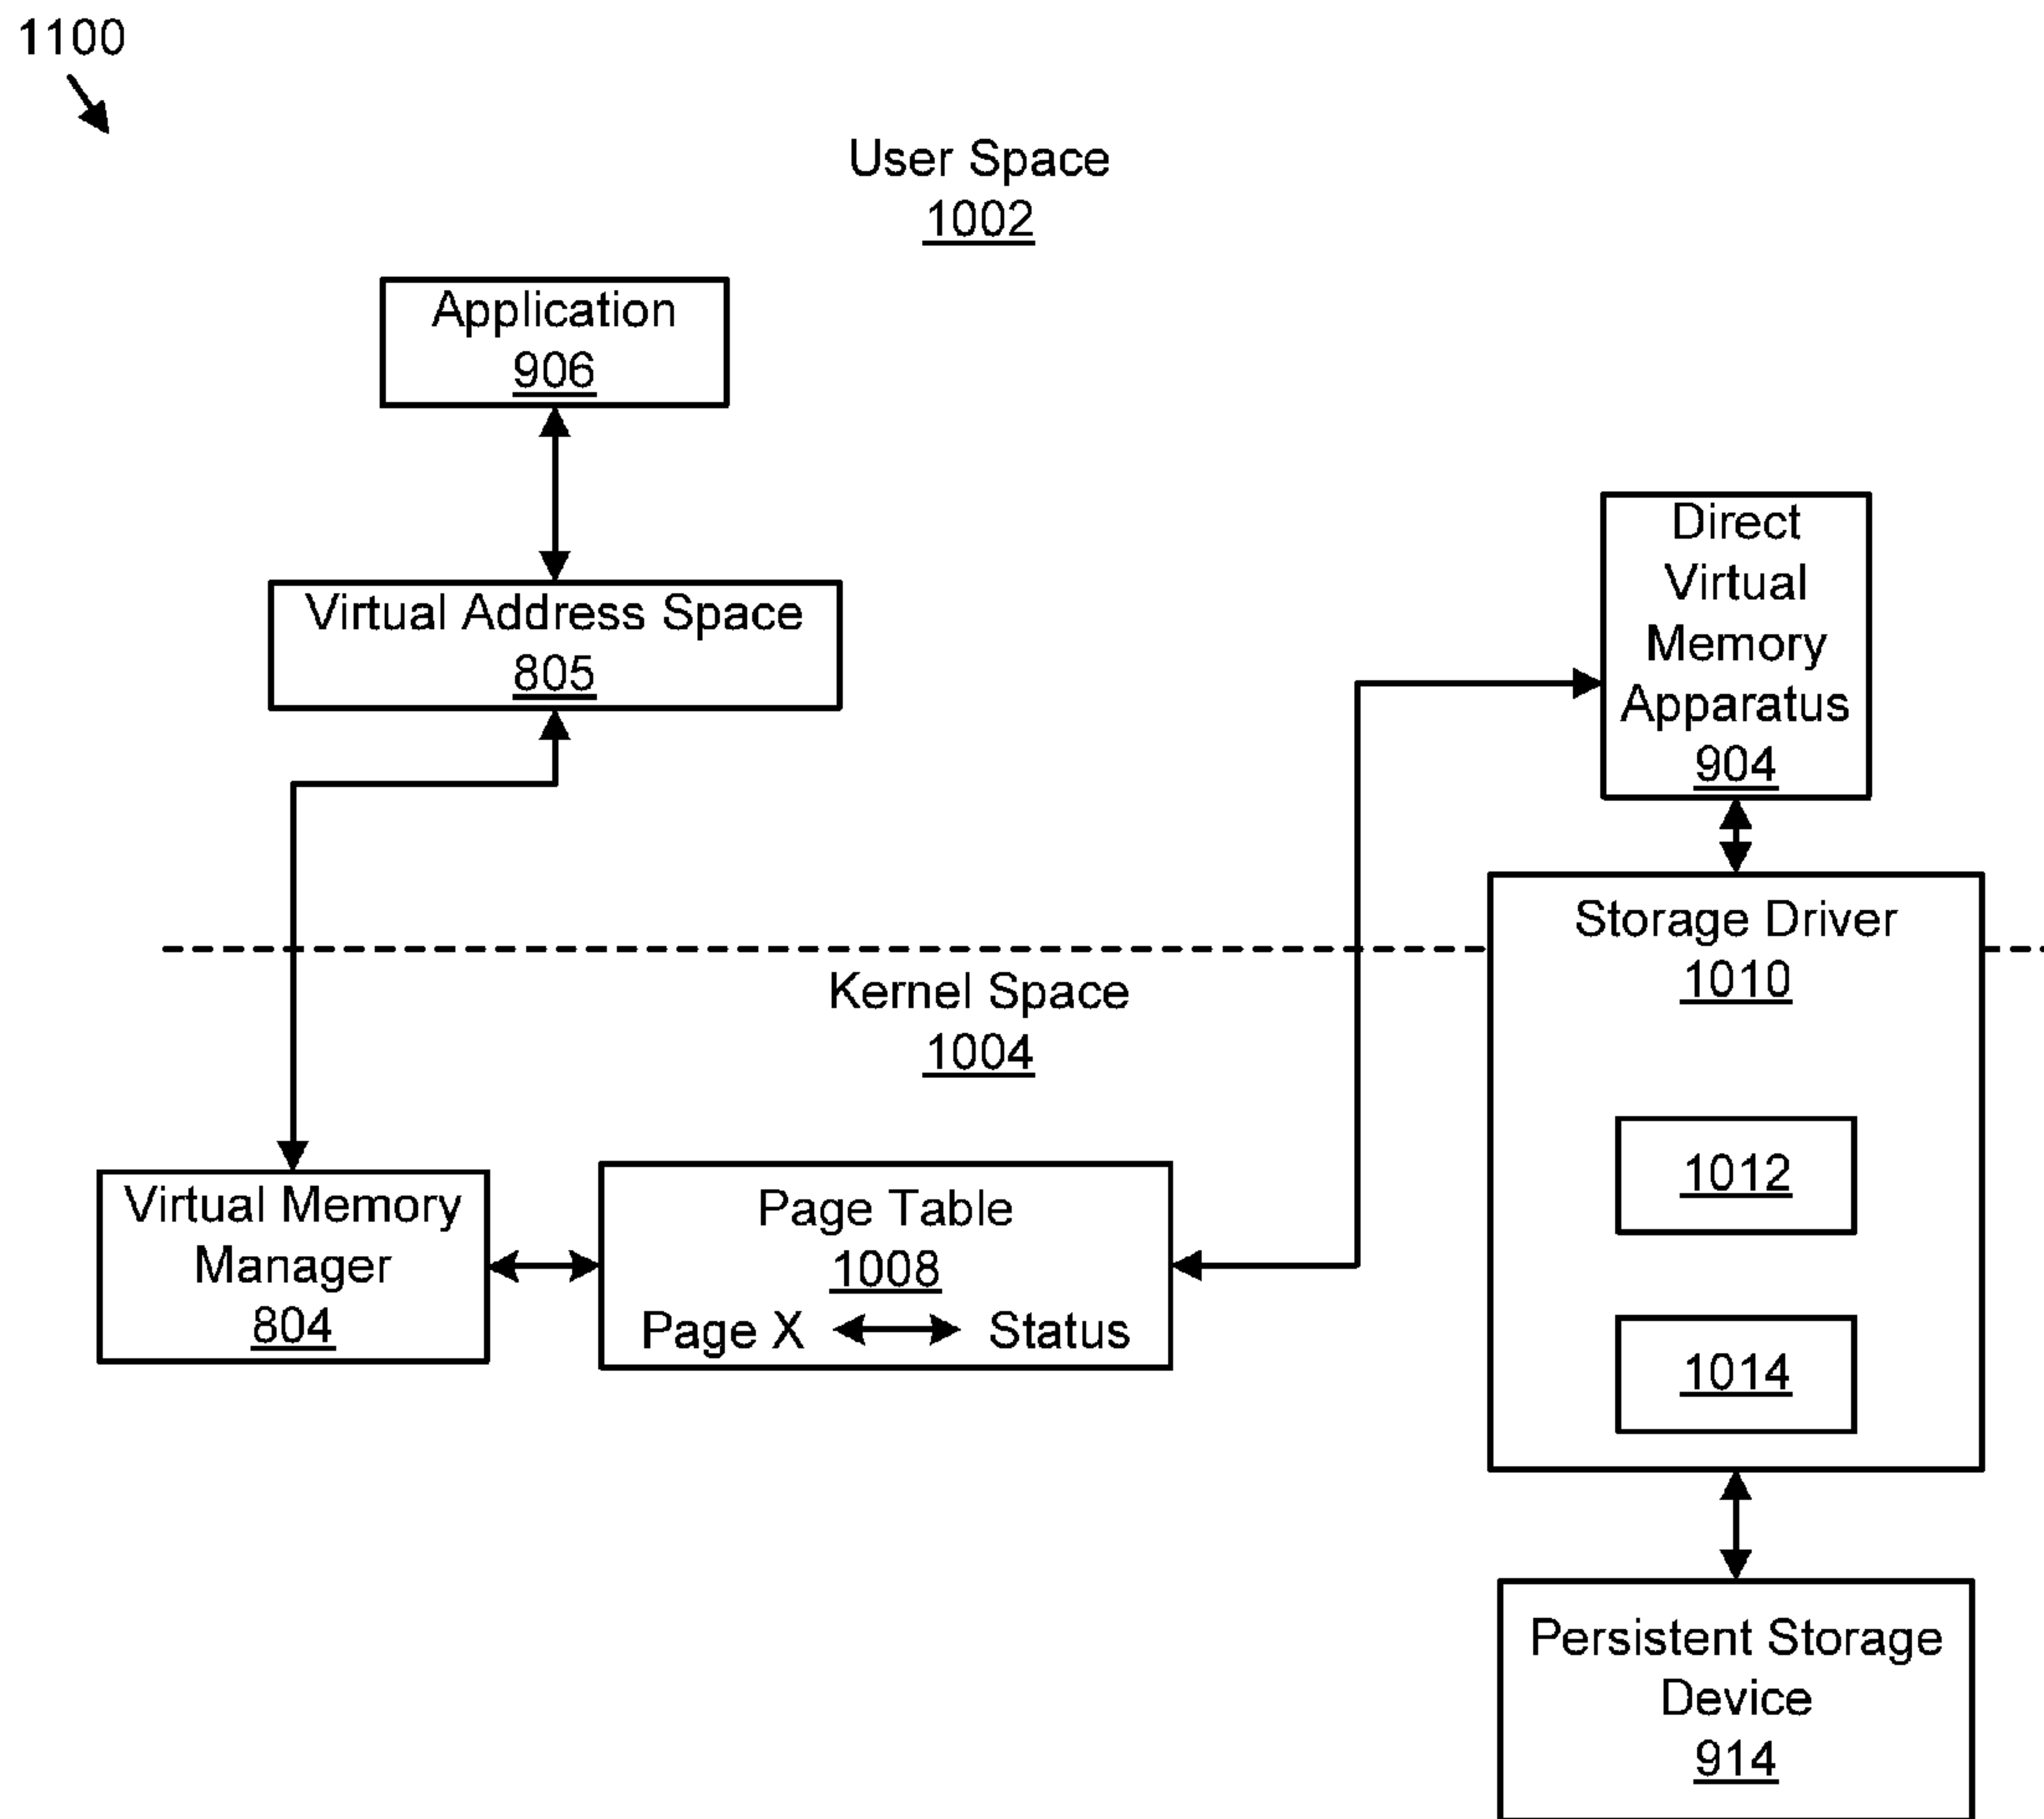 1100
User Space
1002
Application
906
Virtual Address Space
805
Direct
Virtual
Memory
Apparatus
904
Storage Driver
1010
Kernel Space
1004
1012
1014
Virtual Memory
Manager
804
Page Table
1008
Page X Status
Persistent Storage
Device
914